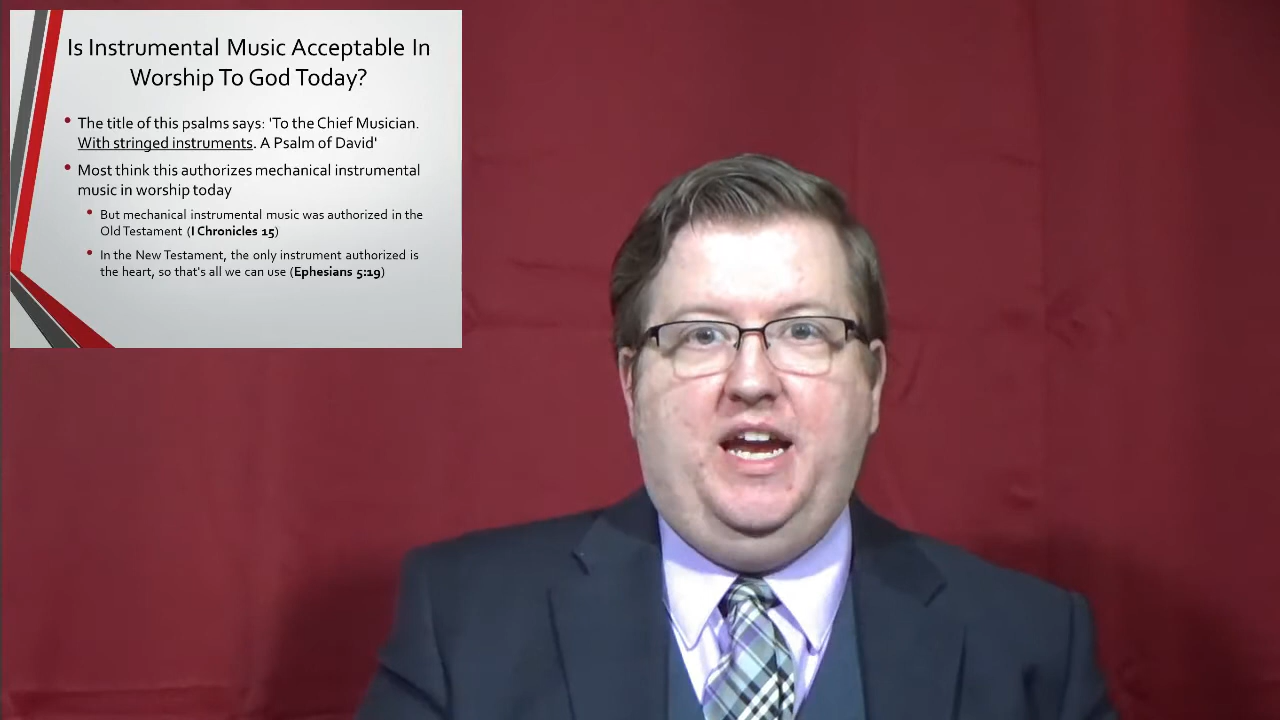 Is Instrumental Music Acceptable In
Worship To God Today?
• The title of this psalms says: 'To the Chief Musician.
With stringed instruments. A Psalm of David'
• Most think this authorizes mechanical instrumental
music in worship today
• But mechanical instrumental music was authorized in the
Old Testament (I Chronicles 15)
• In the New Testament, the only instrument authorized is
the heart, so that's all we can use (Ephesians 5:19)